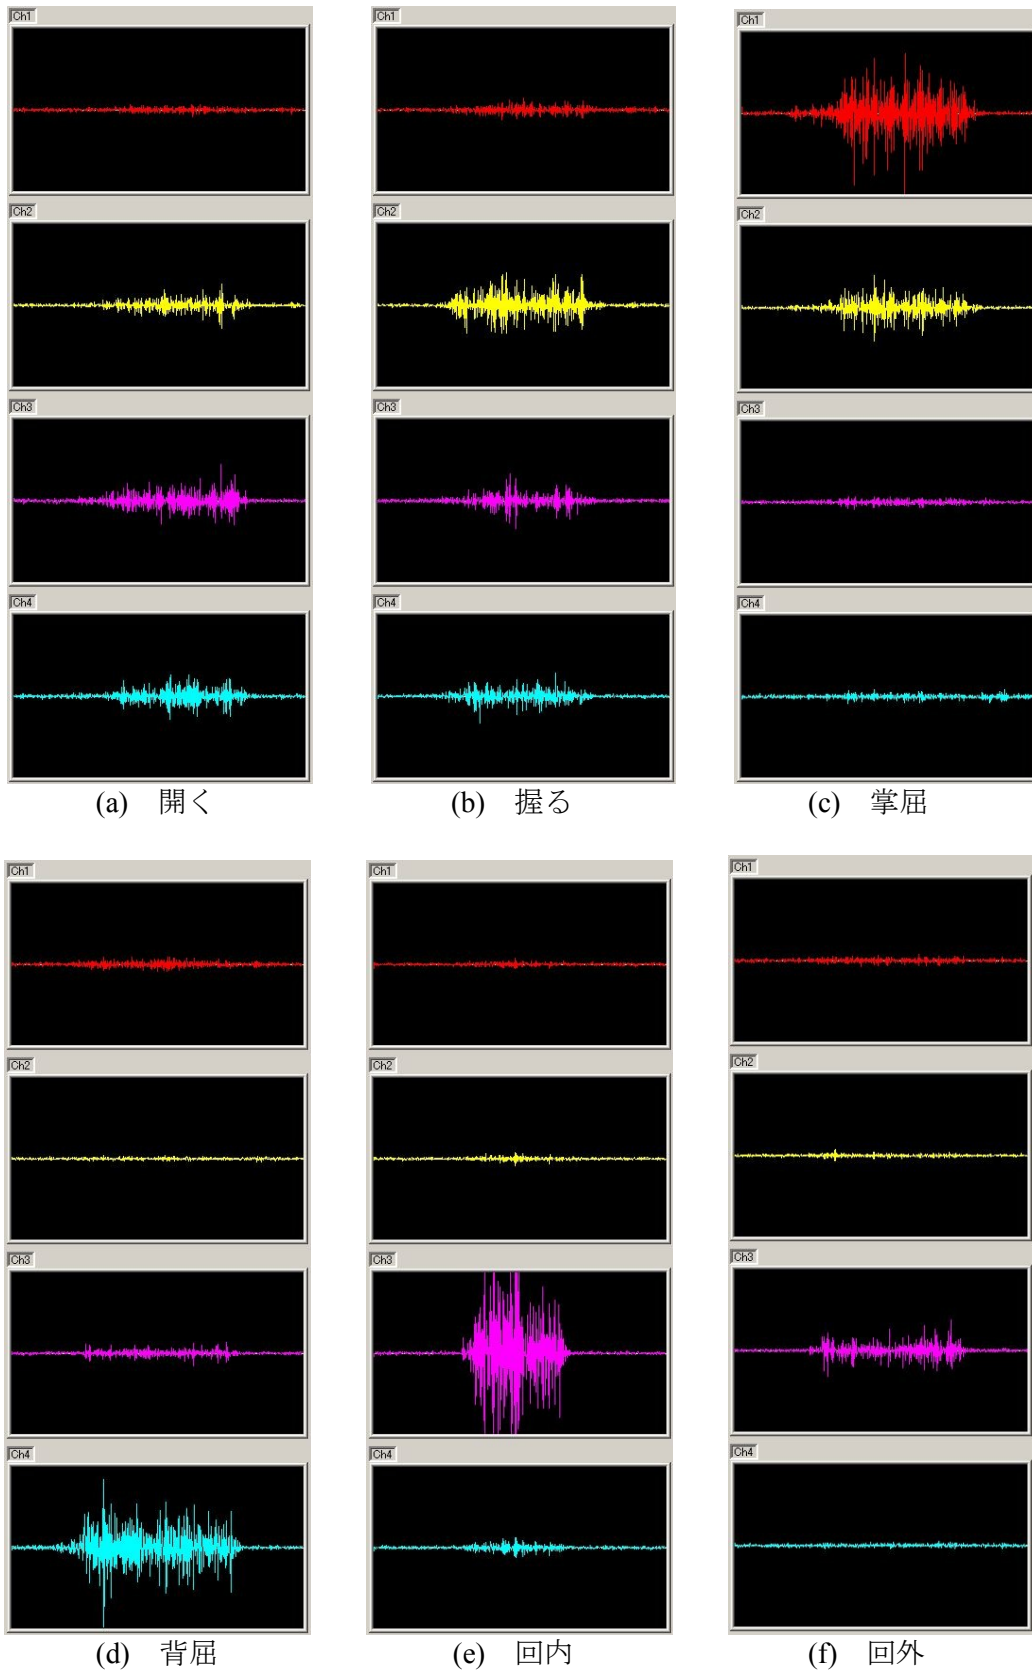 Ch1
Ch2
Ch3
Ch4
(a) 開く
Ch1
Ch2
Ch3
Ch4
(b) 握る
Ch1
Ch2
Ch3
Ch4
(c) 掌屈
Ch1
Ch2
Ch3
Ch4
(d) 背屈
Ch1
Ch2
Ch3
Ch4
(e) 回内
Ch1
Ch2
Ch3
Ch4
(f) 回外